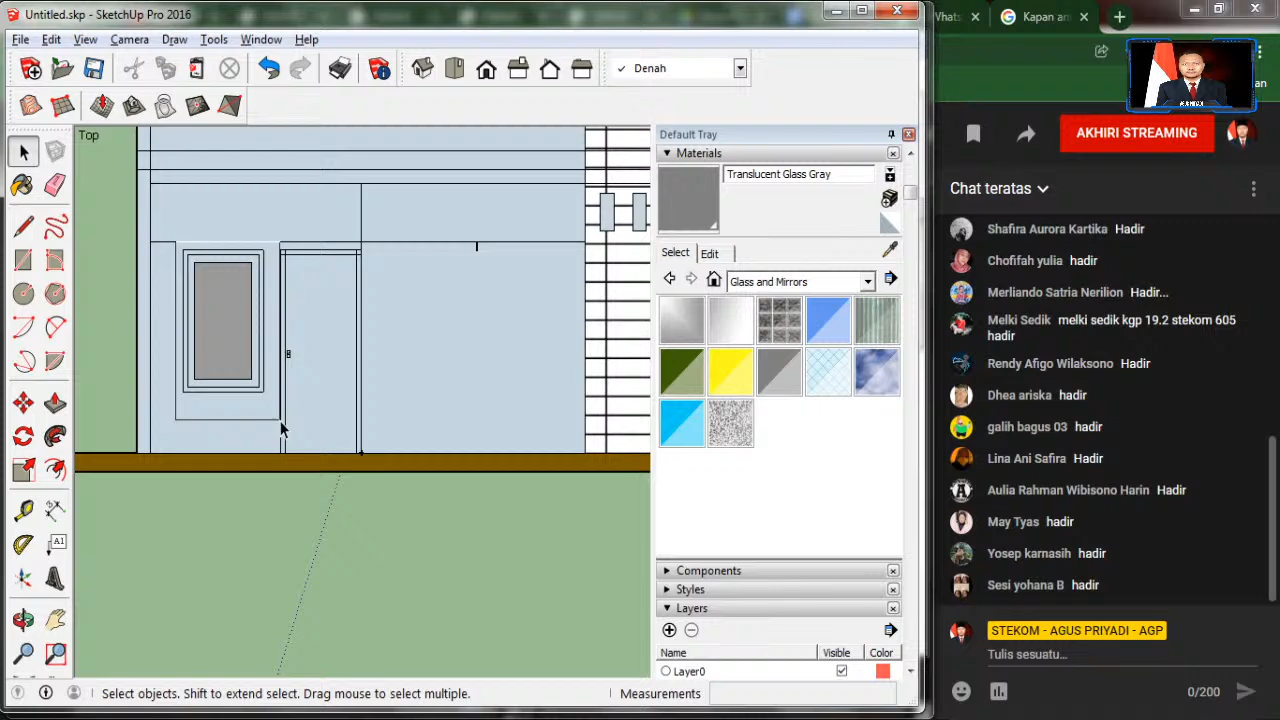 Untitled.skp - SketchUp Pro 2016
Whats
Kapan an
File Edit View Camera Draw Tools Window Help
Denah
Top
Default Tray
Materials
Translucent Glass Gray
Select Edit
Glass and Mirrors
Components
Styles
Layers
Name Visible Color
Layer0
A1
Select objects. Shift to extend select. Drag mouse to select multiple.
Measurements
AKHIRI STREAMING
Chat teratas
Shafira Aurora Kartika Hadir
Chofifah yulia hadir
Merliando Satria Nerilion Hadir...
Melki Sedik melki sedik kgp 19.2 stekom 605
hadir
Rendy Afigo Wilaksono Hadir
Dhea ariska hadir
galih bagus 03 hadir
Lina Ani Safira Hadir
Aulia Rahman Wibisono Harin Hadir
May Tyas hadir
Yosep karnasih hadir
Sesi yohana B hadir
STEKOM - AGUS PRIYADI - AGP
Tulis sesuatu...
0/200